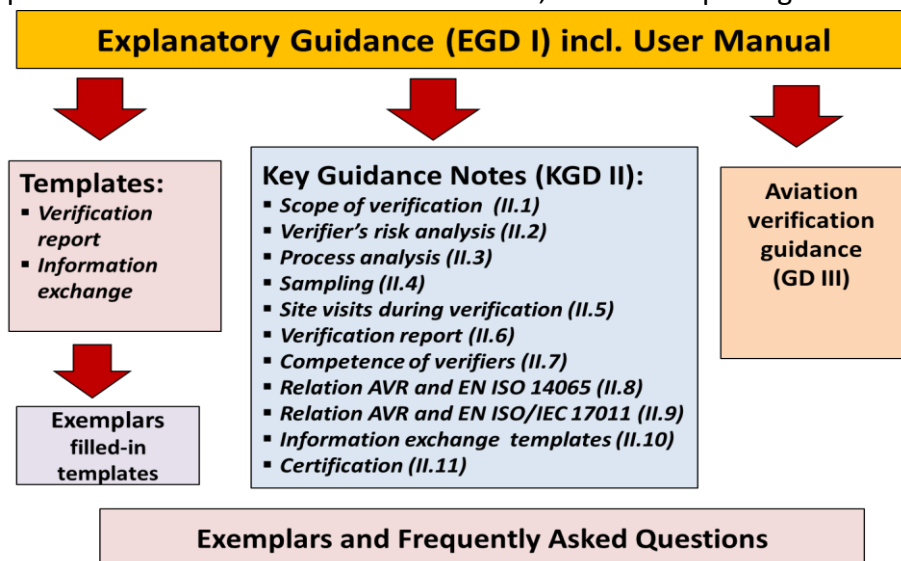 Explanatory Guidance (EGD I) incl. User Manual
Templates:
▪ Verification
report
▪ Information
exchange
Exemplars
filled-in
templates
Key Guidance Notes (KGD II):
▪ Scope of verification (II.1)
▪ Verifier's risk analysis (II.2)
▪ Process analysis (II.3)
▪ Sampling (II.4)
▪ Site visits during verification (II.5)
▪ Verification report (II.6)
▪ Competence of verifiers (II.7)
▪ Relation AVR and EN ISO 14065 (II.8)
▪ Relation AVR and EN ISO/IEC 17011 (II.9)
▪ Information exchange templates (II.10)
▪ Certification (II.11)
Aviation
verification
guidance
(GD III)
Exemplars and Frequently Asked Questions